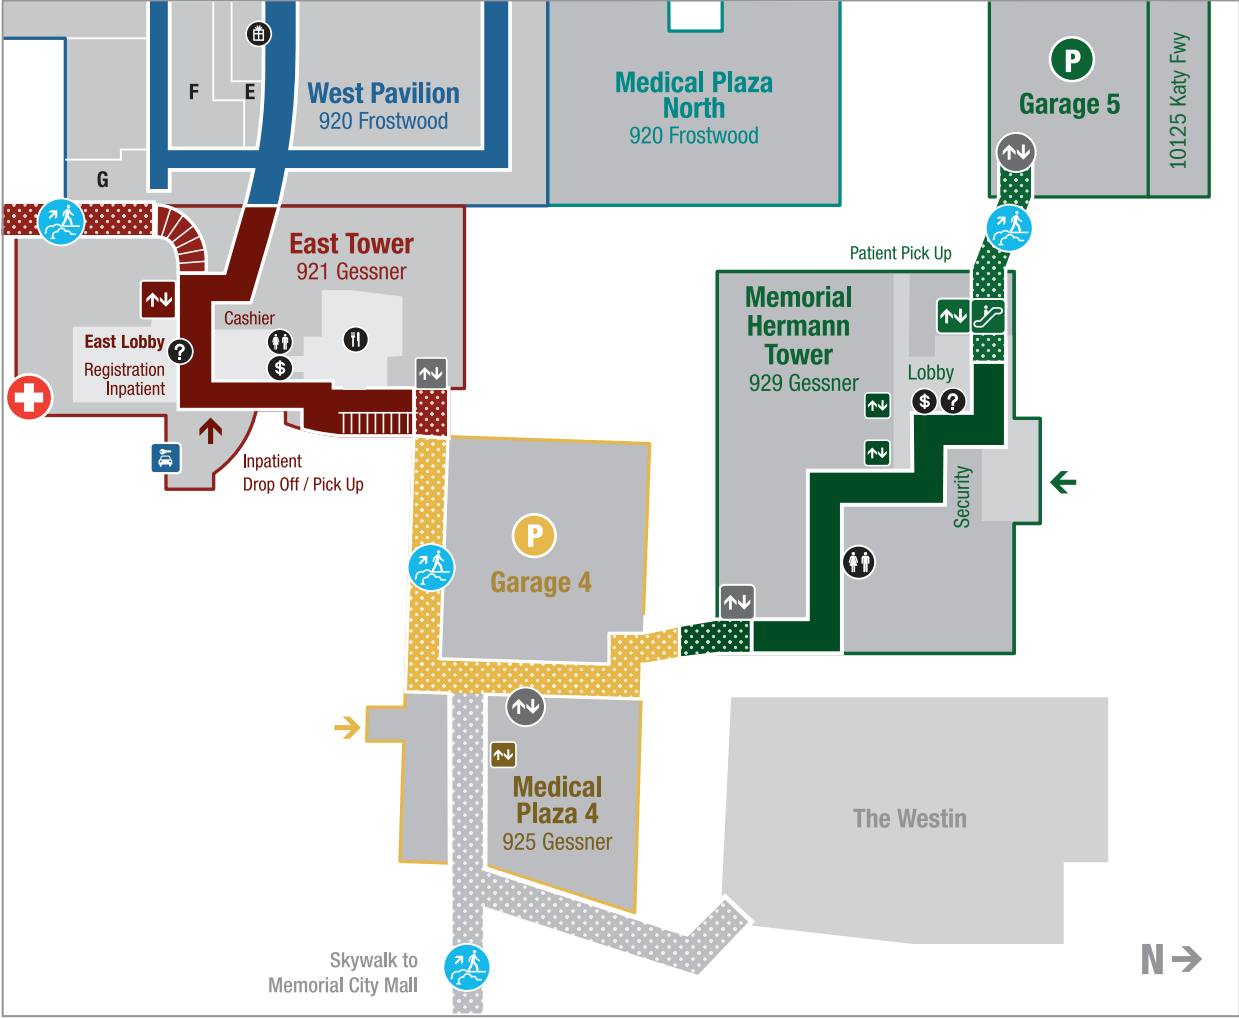 F
E
G
West Pavilion
920 Frostwood
Medical Plaza
North
920 Frostwood
P
Garage 5
10125 Katy Fwy
East Tower
921 Gessner
Cashier
$
East Lobby
?
Registration
Inpatient
Inpatient
Drop Off / Pick Up
Patient Pick Up
Memorial
Hermann
Tower
929 Gessner
Lobby
$
?
Security
P
Garage 4
Medical
Plaza 4
925 Gessner
The Westin
Skywalk to
Memorial City Mall
N